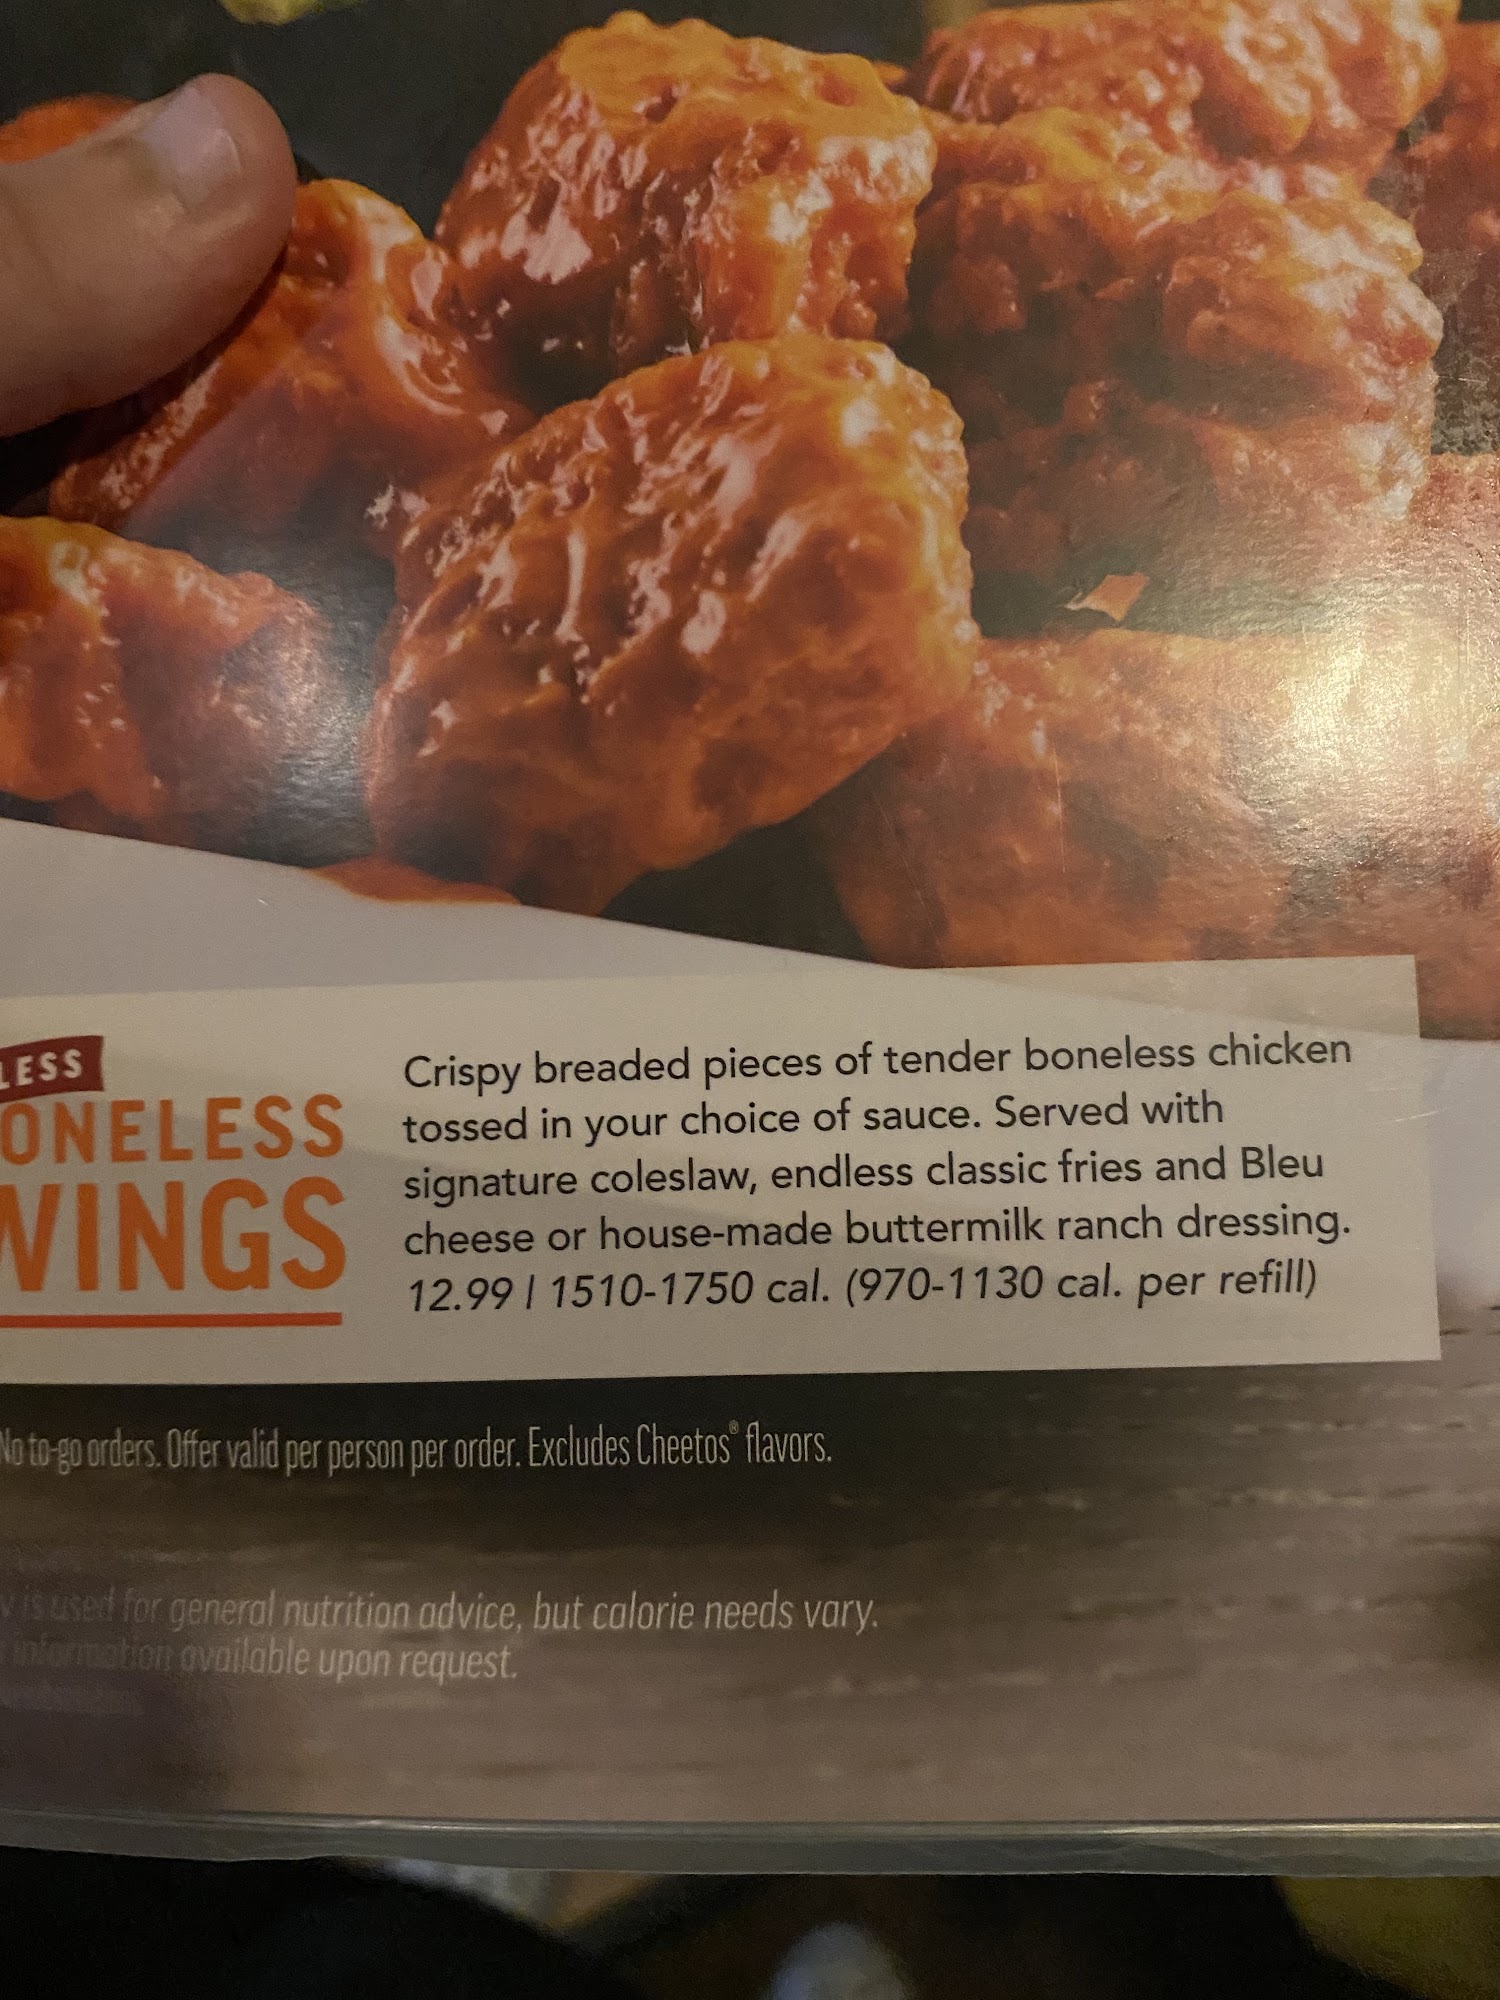 LESS
ONELESS
WINGS
Crispy breaded pieces of tender boneless chicken
tossed in your choice of sauce. Served with
signature coleslaw, endless classic fries and Bleu
cheese or house-made buttermilk ranch dressing.
12.99 | 1510-1750 cal. (970-1130 cal. per refill)
No to-go orders. Offer valid per person per order. Excludes Cheetos® flavors.
y is used for general nutrition advice, but calorie needs vary.
information available upon request.